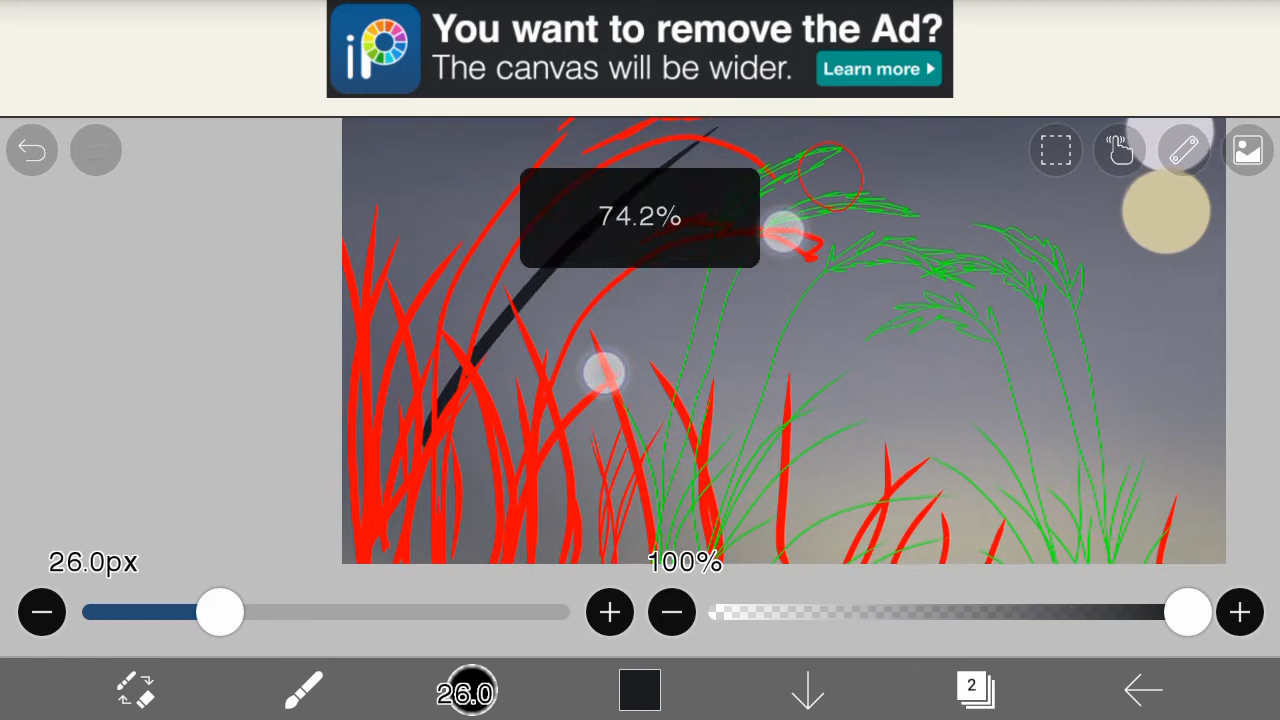 iP
You want to remove the Ad?
The canvas will be wider.
Learn more
74.2%
26.0px
100%
26.0
2